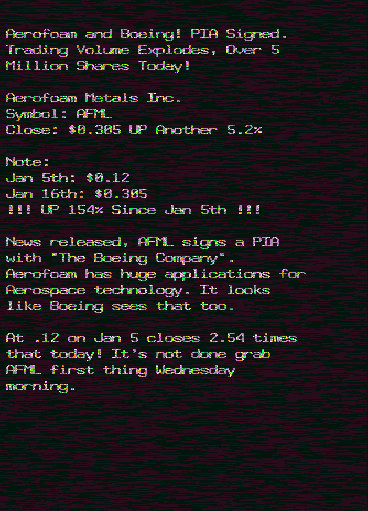 Aerofoam and Boeing! PIA Signed.
Trading Volume Explodes, Over 5
Million Shares Today!
Aerofoam Metals Inc.
Symbol: AFML
Close: $0.305 UP Another 5.2%
Note:
Jan 5th: $0.12
Jan 16th: $0.305
!!! UP 154% Since Jan 5th !!!
News released, AFML signs a PIA
with "The Boeing Company".
Aerofoam has huge applications for
Aerospace technology. It looks
like Boeing sees that too.
At .12 on Jan 5 closes 2.54 times
that today! It's not done grab
AFML first thing Wednesday
morning.